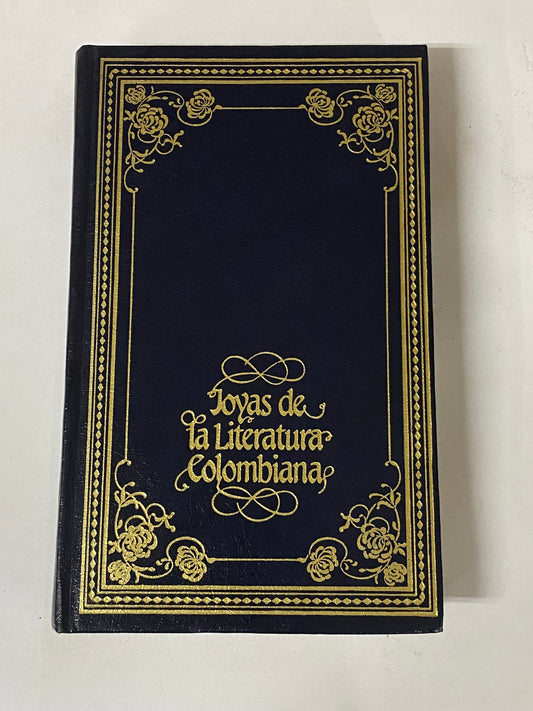 Joyas de
la Literatura
Colombiana